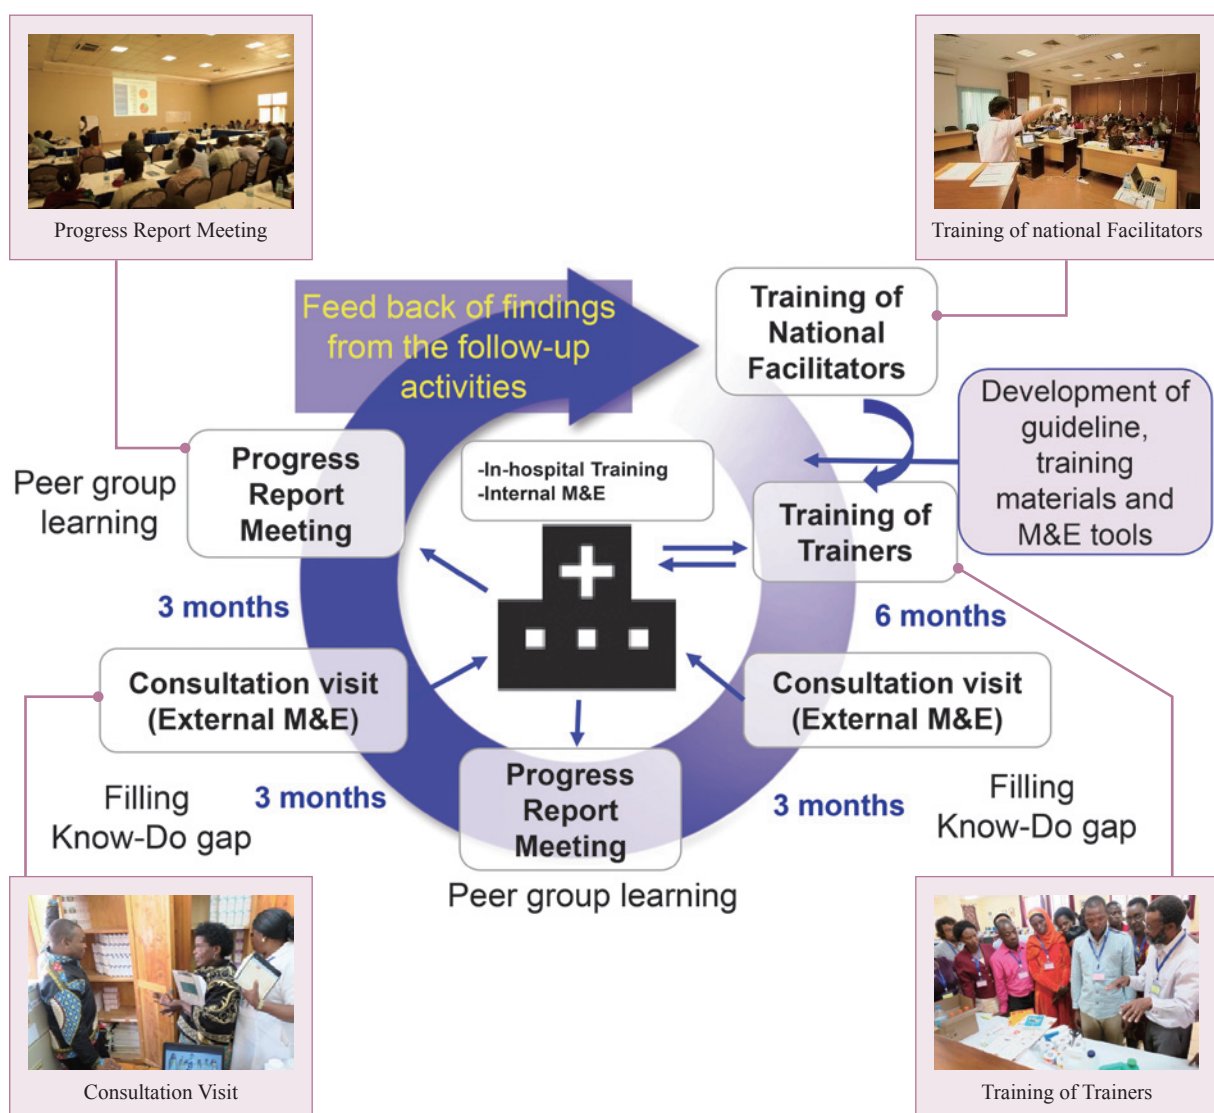 Progress Report Meeting
Training of national Facilitators
Feed back of findings
from the follow-up
activities
Training of
National
Facilitators
Development of
guideline,
training
materials and
M&E tools
Peer group
learning
Progress
Report
Meeting
-In-hospital Training
-Internal M&E
Training of
Trainers
3 months
6 months
Consultation visit
(External M&E)
Consultation visit
(External M&E)
Filling
Know-Do gap
3 months
Progress
Report
Meeting
3 months
Filling
Know-Do gap
Peer group learning
Consultation Visit
Training of Trainers